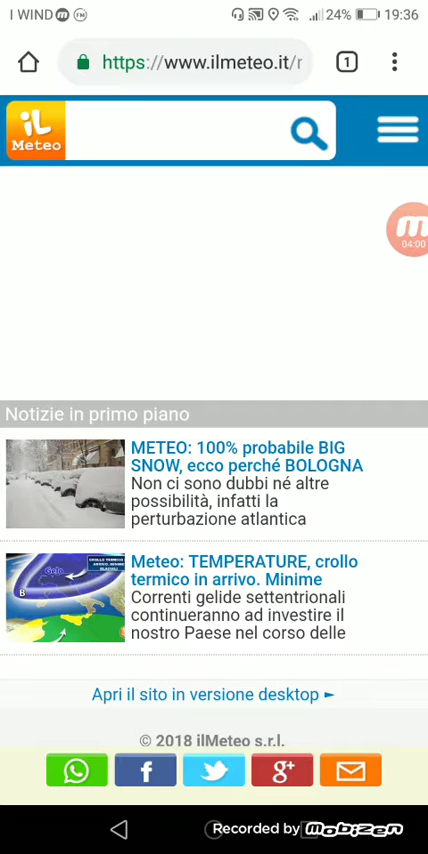 I WIND 24% 19:36
https://www.ilmeteo.it/r
1
iL
Meteo
04:00
Notizie in primo piano
METEO: 100% probabile BIG
SNOW, ecco perché BOLOGNA
Non ci sono dubbi né altre
possibilità, infatti la
perturbazione atlantica
Meteo: TEMPERATURE, crollo
termico in arrivo. Minime
Correnti gelide settentrionali
continueranno ad investire il
nostro Paese nel corso delle
Gelo
B
Apri il sito in versione desktop ►
© 2018 ilMeteo s.r.l.
f
g+
Recorded by mobizen